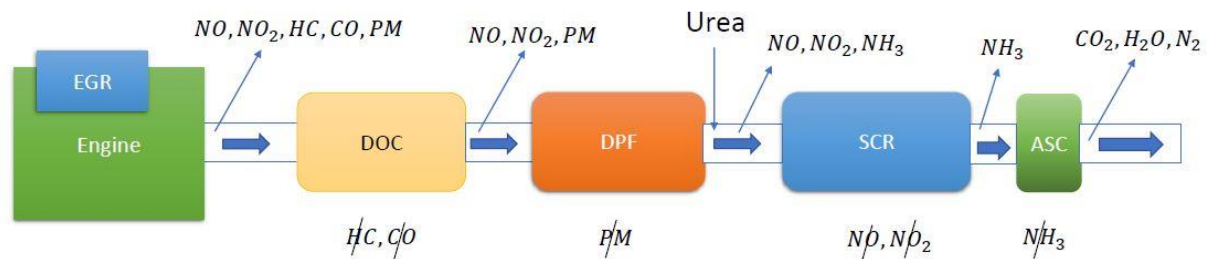 NO, NO₂, HC, CO, PM
NO, NO₂, PM
Urea
NO, NO₂, NH₃
NH₃
CO₂, H₂O, N₂
EGR
Engine
DOC
DPF
SCR
ASC
HC, CO
PM
NO, NO₂
NH₃